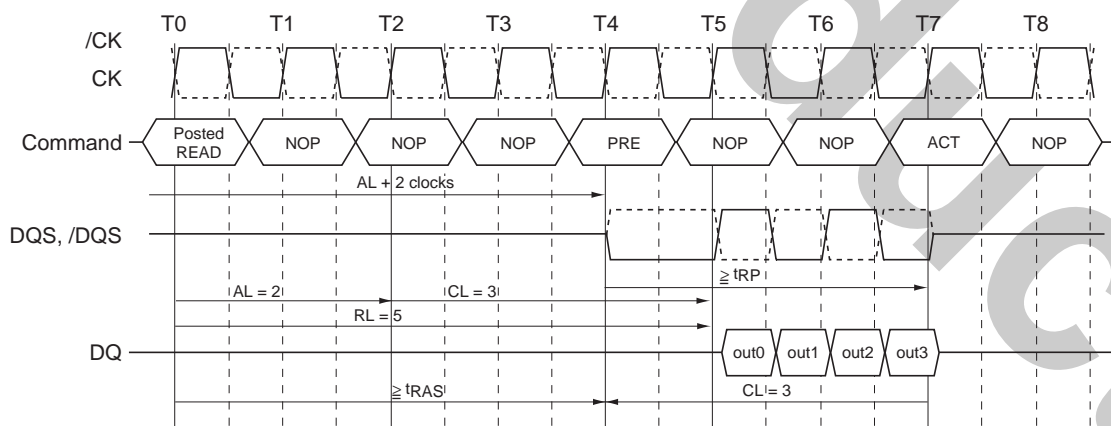 T0 T1 T2 T3 T4 T5 T6 T7 T8
/CK
CK
Command Posted READ NOP NOP NOP PRE NOP NOP ACT NOP
AL + 2 clocks
DQS, /DQS
≧ tRP
AL = 2 CL = 3
RL = 5
DQ out0 out1 out2 out3
≧ tRAS CL = 3